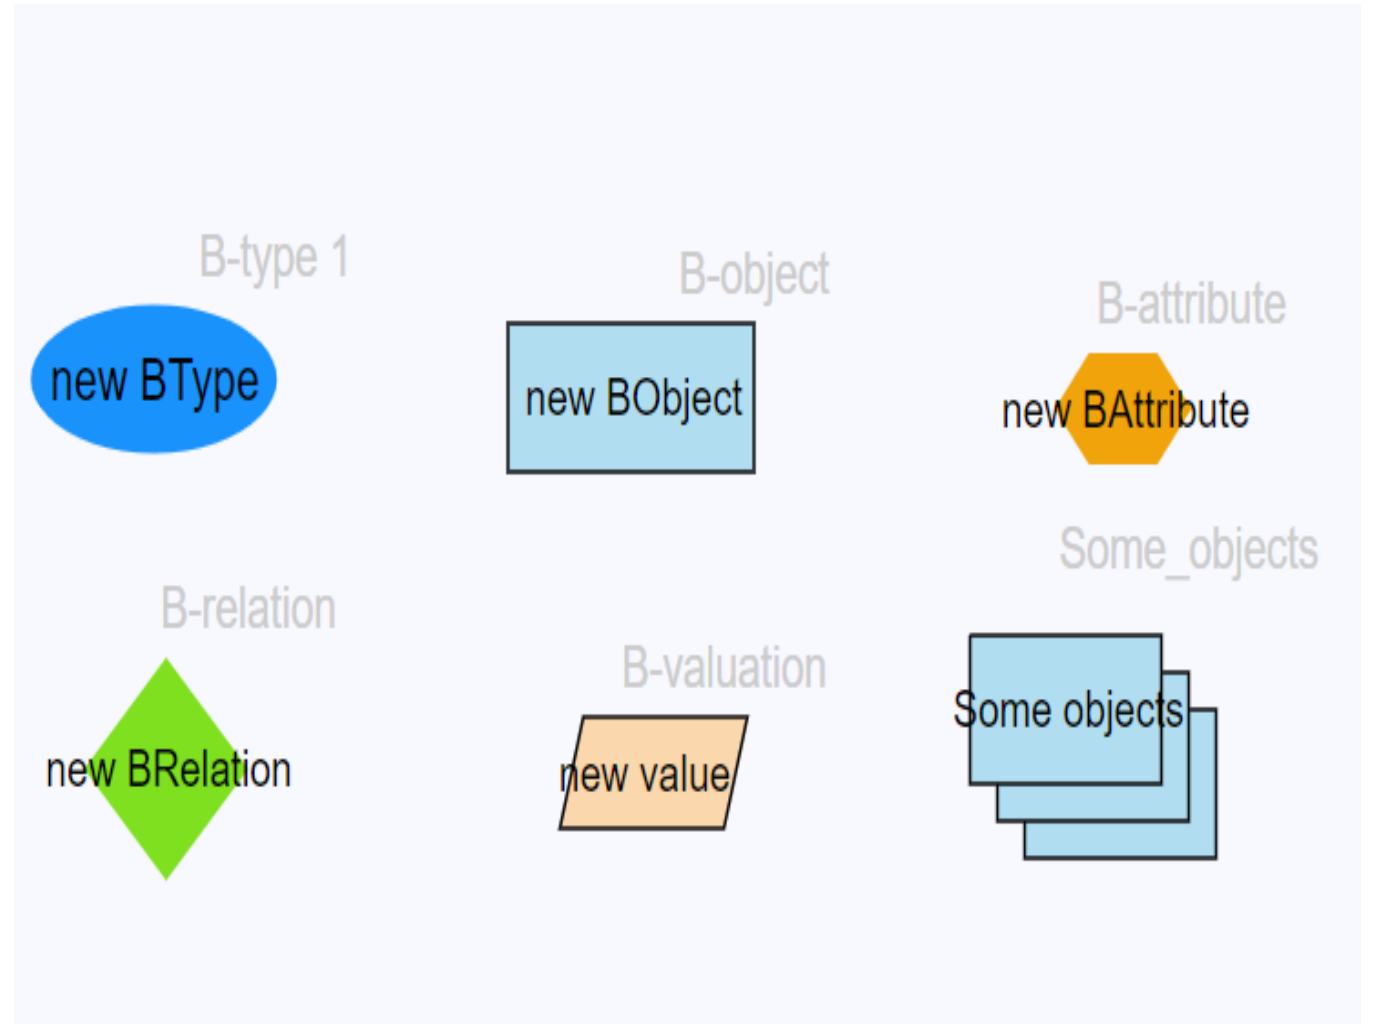 B-type 1
new BType
B-object
new BObject
B-attribute
new BAttribute
B-relation
new BRelation
B-valuation
new value
Some_objects
Some objects